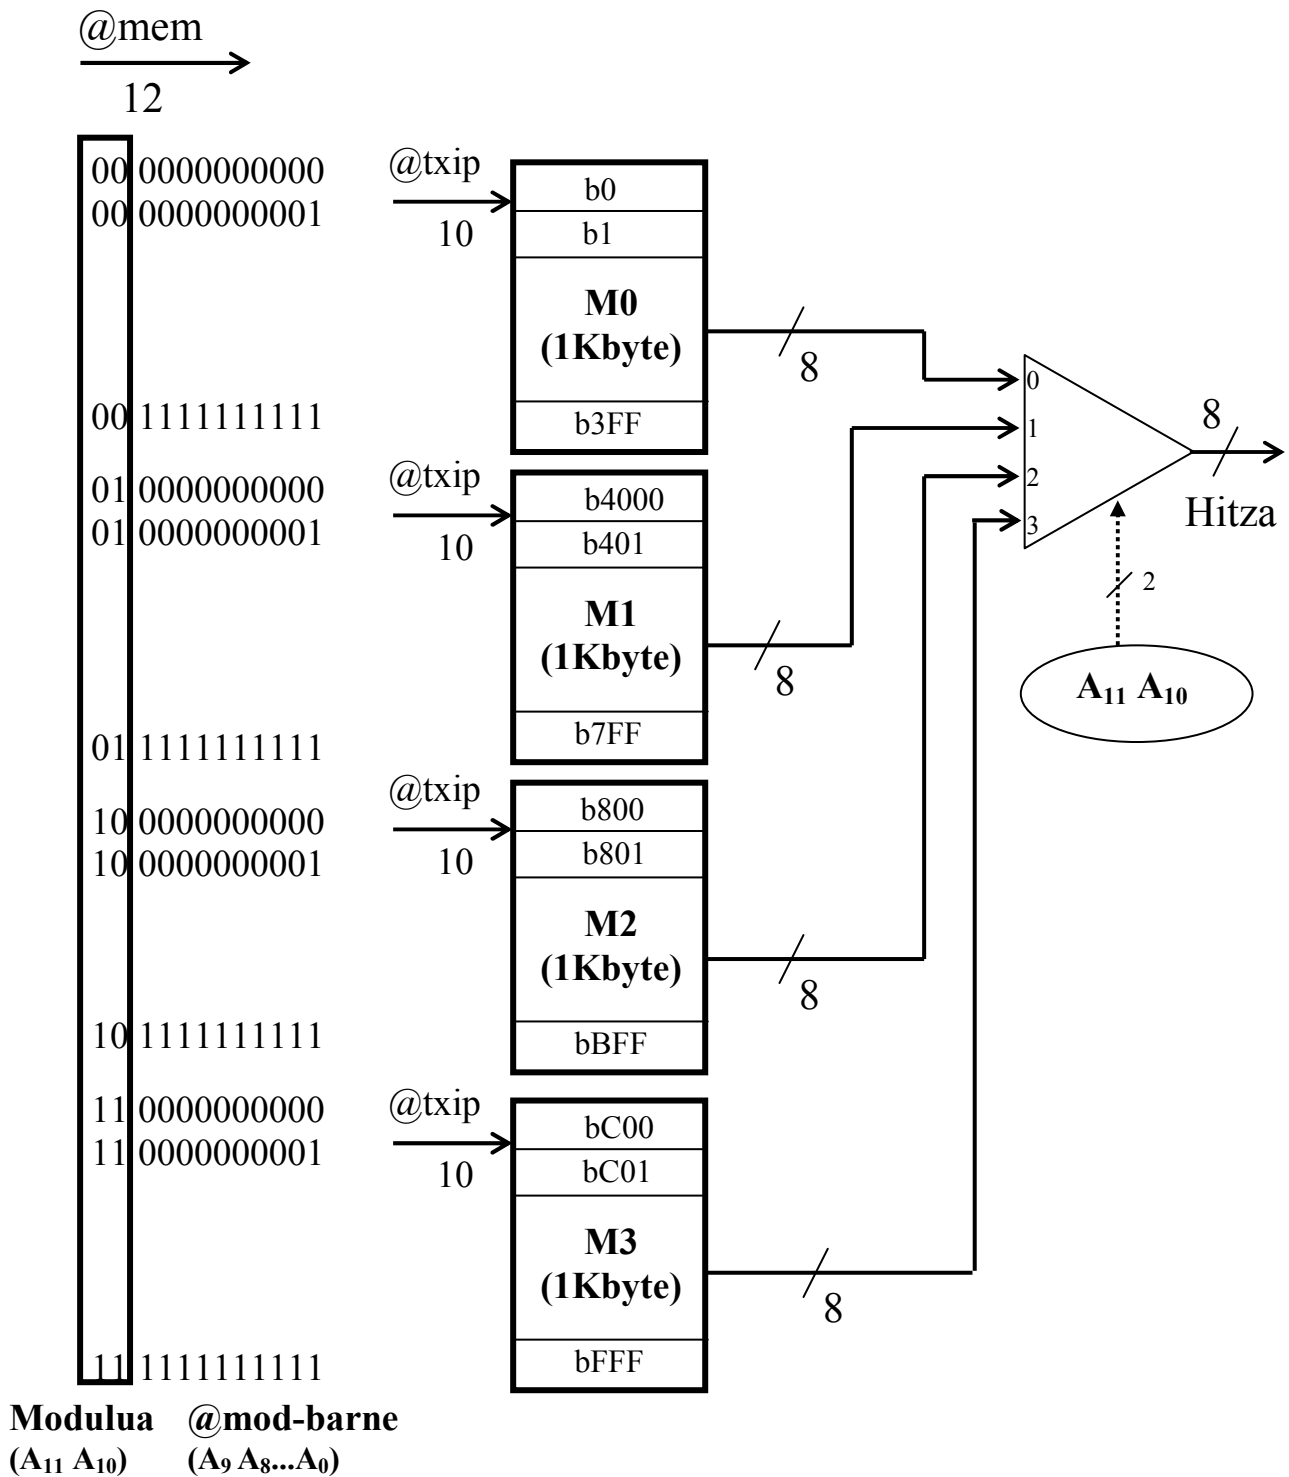 @mem
12
00 0000000000
00 0000000001
00 1111111111
01 0000000000
01 0000000001
01 1111111111
10 0000000000
10 0000000001
10 1111111111
11 0000000000
11 0000000001
11 1111111111
Modulua @mod-barne
(A₁₁ A₁₀) (A₉ A₈...A₀)
@txip
10
b0
b1
M0
(1Kbyte)
b3FF
8
@txip
10
b4000
b401
M1
(1Kbyte)
b7FF
8
@txip
10
b800
b801
M2
(1Kbyte)
bBFF
8
@txip
10
bC00
bC01
M3
(1Kbyte)
bFFF
8
0
1
2
3
8
Hitza
2
A₁₁ A₁₀